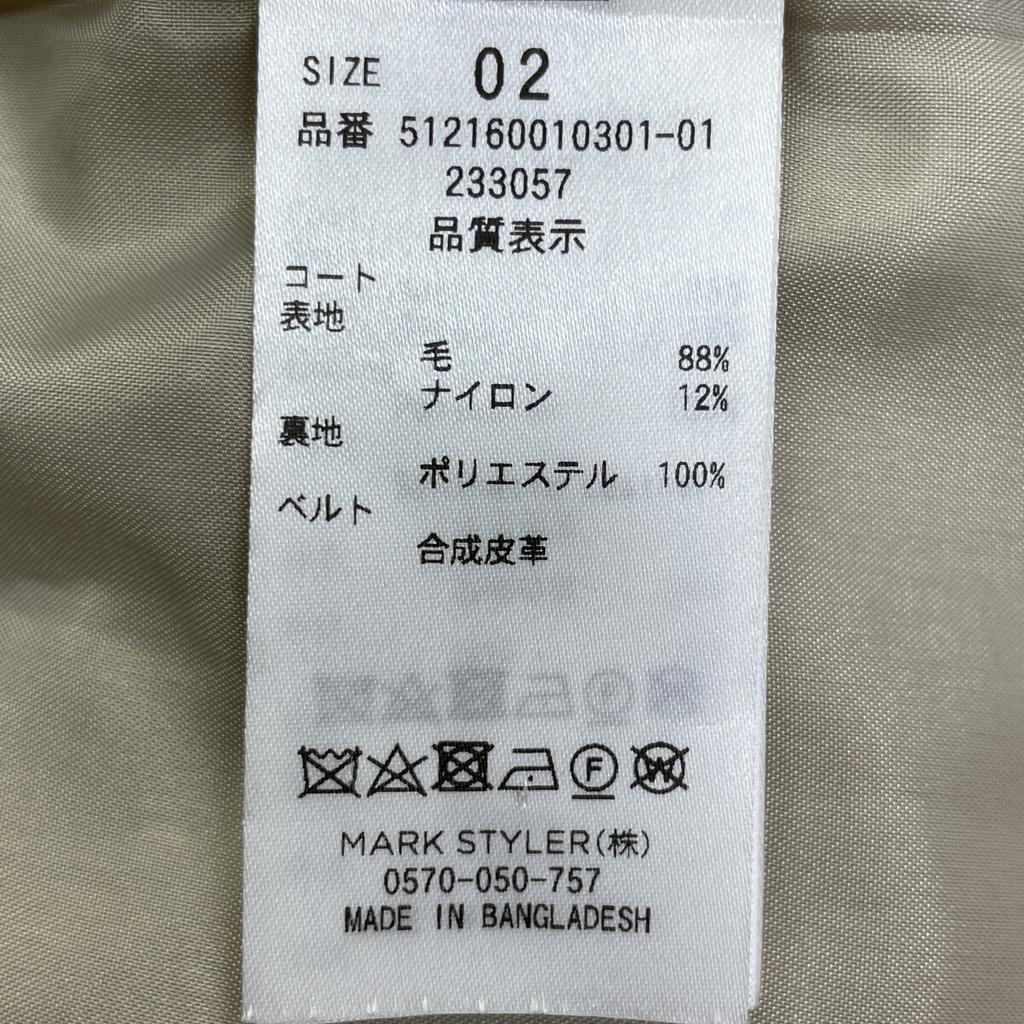 SIZE 02
品番 512160010301-01
233057
品質表示
コート
表地
毛 88%
ナイロン 12%
裏地
ポリエステル 100%
ベルト
合成皮革
F W
MARK STYLER(株)
0570-050-757
MADE IN BANGLADESH